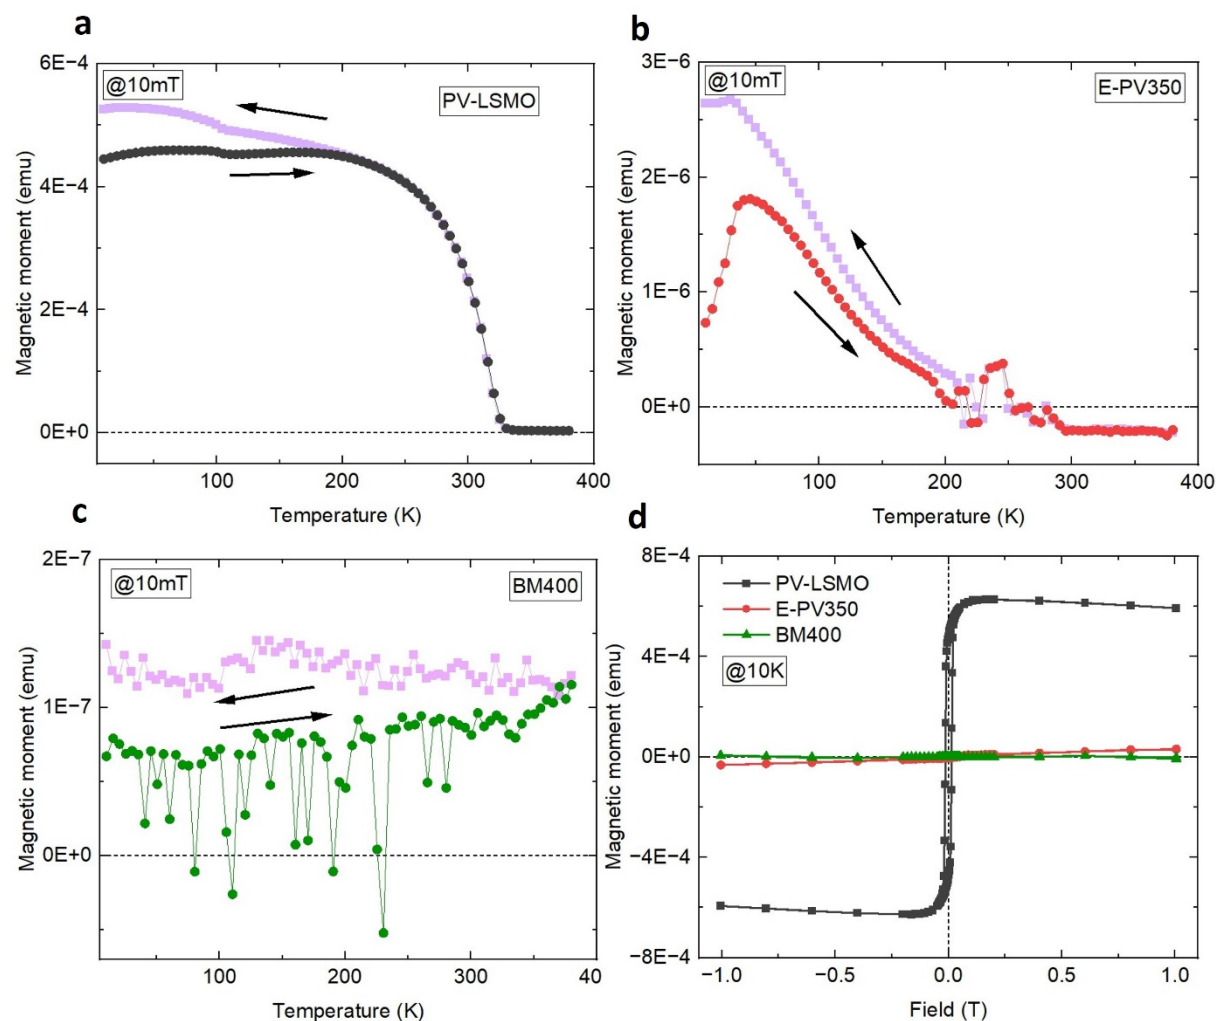 a
6E−4
4E−4
2E−4
0E+0
Magnetic moment (emu)
@10mT
PV-LSMO
100
200
300
400
Temperature (K)
b
3E−6
2E−6
1E−6
0E+0
Magnetic moment (emu)
@10mT
E-PV350
100
200
300
400
Temperature (K)
c
2E−7
1E−7
0E+0
Magnetic moment (emu)
@10mT
BM400
100
200
300
40
Temperature (K)
d
8E−4
4E−4
0E+0
−4E−4
−8E−4
Magnetic moment (emu)
PV-LSMO
E-PV350
BM400
@10K
−1.0
−0.5
0.0
0.5
1.0
Field (T)